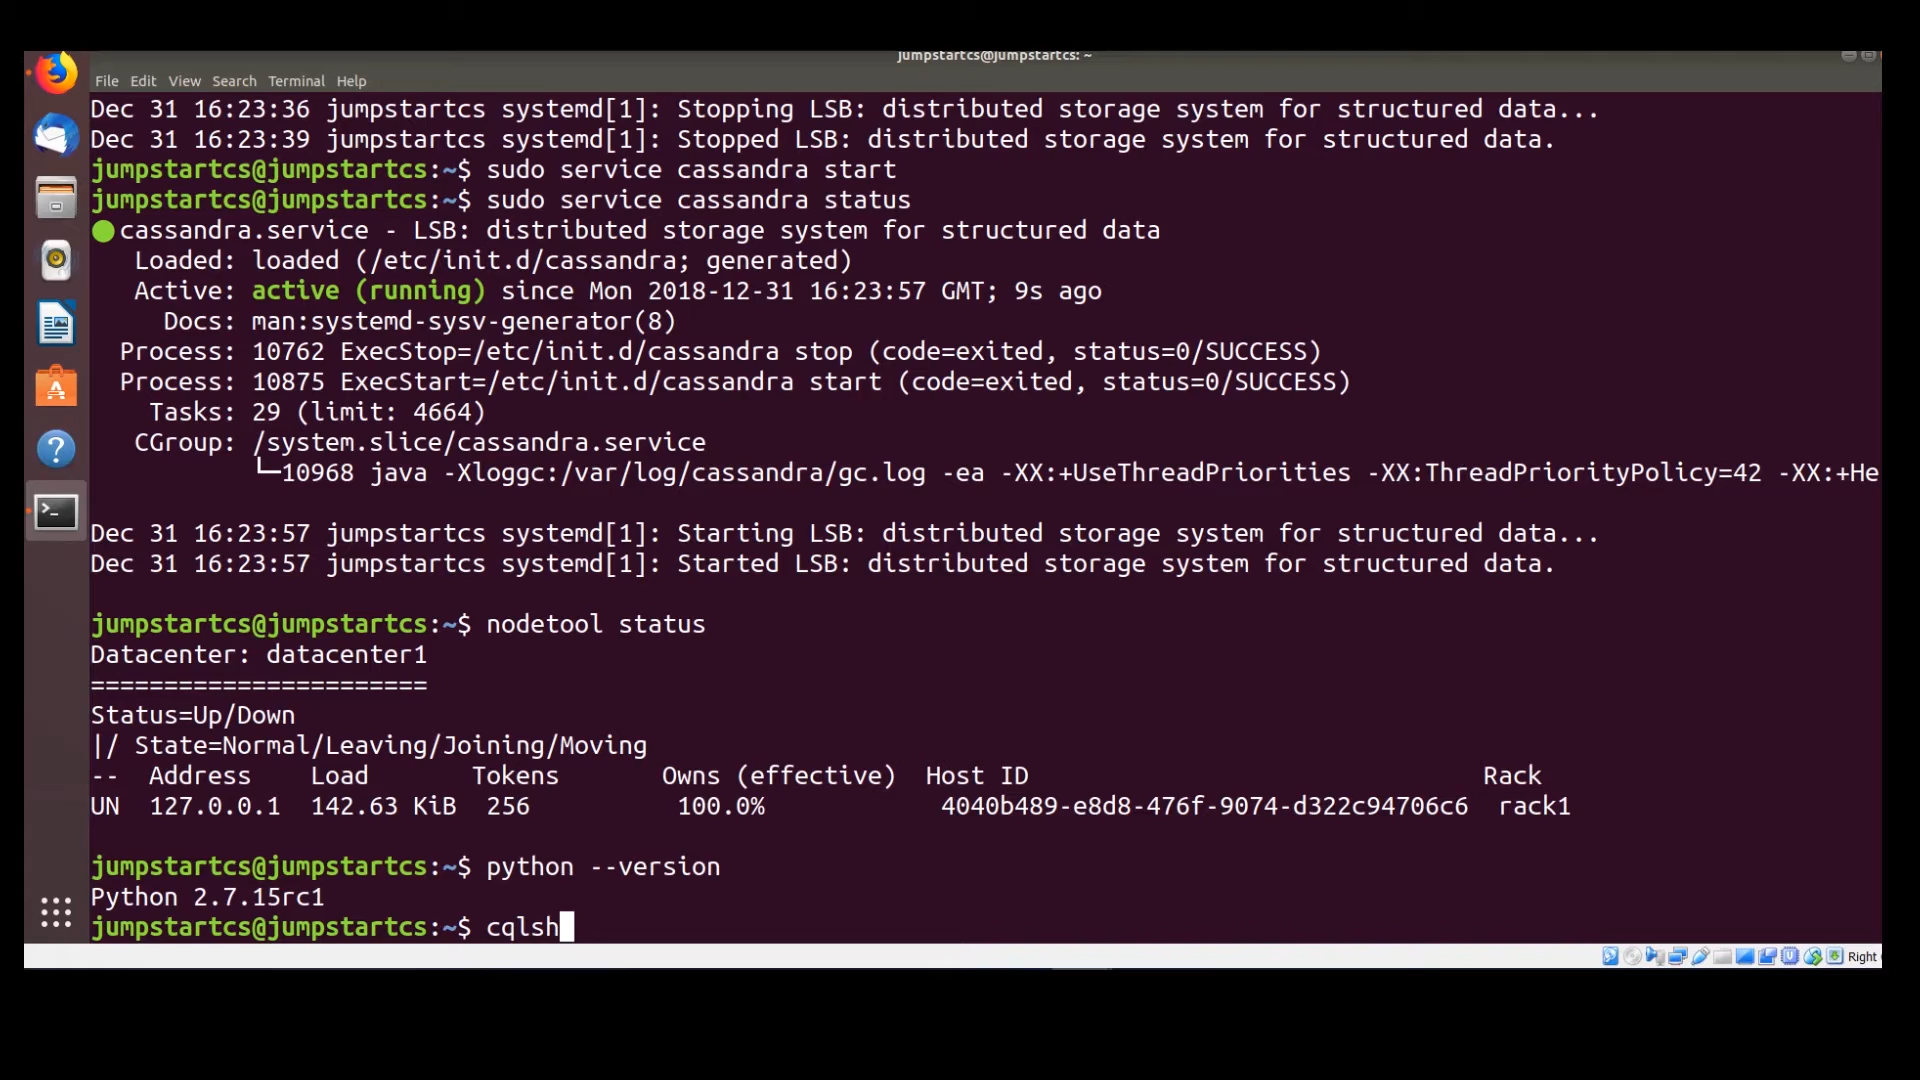 jumpstartcs@jumpstartcs: ~
File Edit View Search Terminal Help
Dec 31 16:23:36 jumpstartcs systemd[1]: Stopping LSB: distributed storage system for structured data...
Dec 31 16:23:39 jumpstartcs systemd[1]: Stopped LSB: distributed storage system for structured data.
jumpstartcs@jumpstartcs:~$ sudo service cassandra start
jumpstartcs@jumpstartcs:~$ sudo service cassandra status
cassandra.service - LSB: distributed storage system for structured data
Loaded: loaded (/etc/init.d/cassandra; generated)
Active: active (running) since Mon 2018-12-31 16:23:57 GMT; 9s ago
Docs: man:systemd-sysv-generator(8)
Process: 10762 ExecStop=/etc/init.d/cassandra stop (code=exited, status=0/SUCCESS)
Process: 10875 ExecStart=/etc/init.d/cassandra start (code=exited, status=0/SUCCESS)
Tasks: 29 (limit: 4664)
CGroup: /system.slice/cassandra.service
└─10968 java -Xloggc:/var/log/cassandra/gc.log -ea -XX:+UseThreadPriorities -XX:ThreadPriorityPolicy=42 -XX:+He
Dec 31 16:23:57 jumpstartcs systemd[1]: Starting LSB: distributed storage system for structured data...
Dec 31 16:23:57 jumpstartcs systemd[1]: Started LSB: distributed storage system for structured data.
jumpstartcs@jumpstartcs:~$ nodetool status
Datacenter: datacenter1
=======================
Status=Up/Down
|/ State=Normal/Leaving/Joining/Moving
-- Address Load Tokens Owns (effective) Host ID Rack
UN 127.0.0.1 142.63 KiB 256 100.0% 4040b489-e8d8-476f-9074-d322c94706c6 rack1
jumpstartcs@jumpstartcs:~$ python --version
Python 2.7.15rc1
jumpstartcs@jumpstartcs:~$ cqlsh
Right